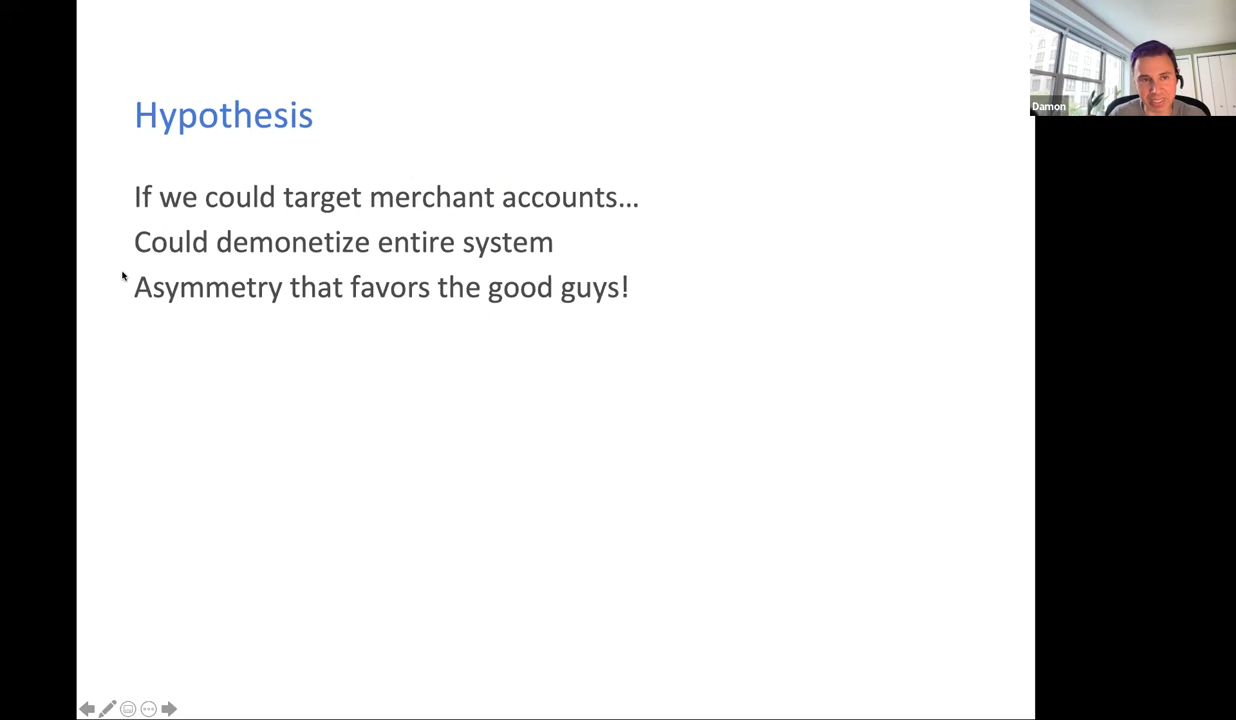 Hypothesis
If we could target merchant accounts...
Could demonetize entire system
Asymmetry that favors the good guys!
Damon